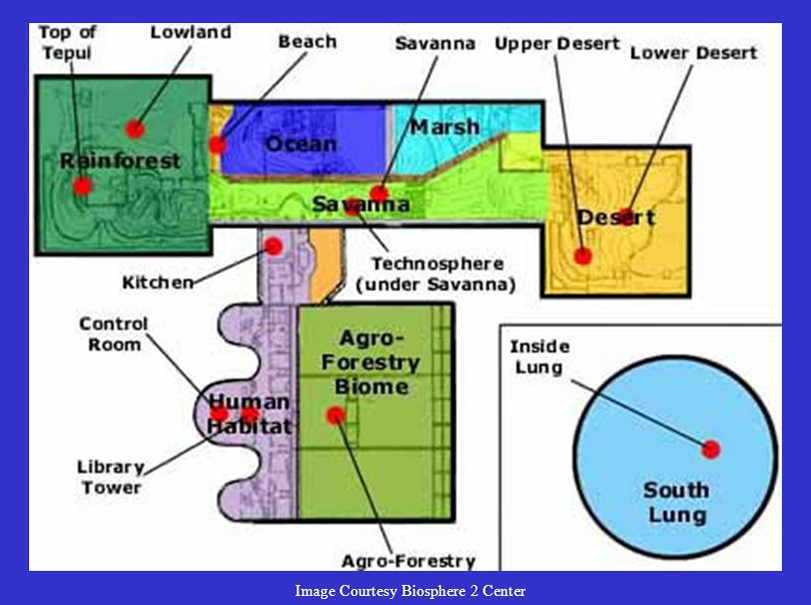 Top of
Tepui
Lowland
Beach
Savanna
Upper Desert
Lower Desert
Rainforest
Ocean
Marsh
Savanna
Desert
Kitchen
Technosphere
(under Savanna)
Control
Room
Agro-
Forestry
Biome
Inside
Lung
Human
Habitat
Library
Tower
South
Lung
Agro-Forestry
Image Courtesy Biosphere 2 Center